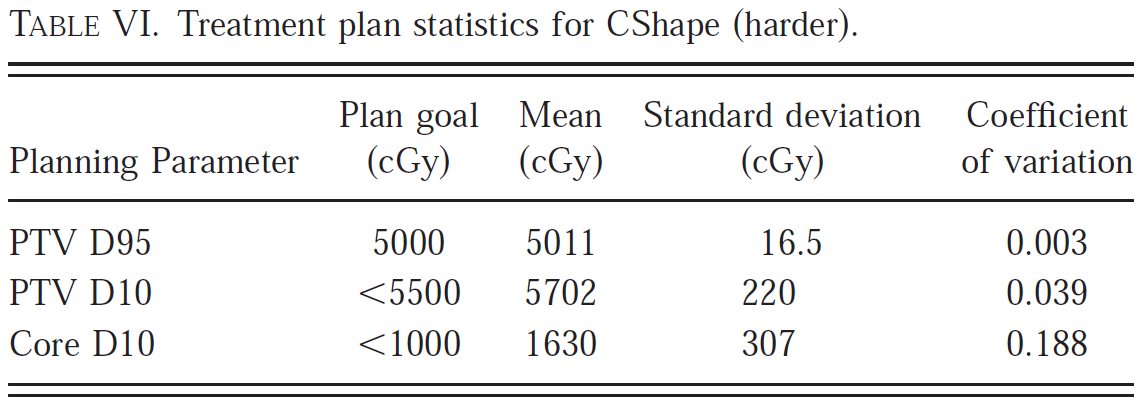 TABLE VI. Treatment plan statistics for CShape (harder).
Plan goal Mean Standard deviation Coefficient
Planning Parameter (cGy) (cGy) (cGy) of variation
PTV D95 5000 5011 16.5 0.003
PTV D10 <5500 5702 220 0.039
Core D10 <1000 1630 307 0.188